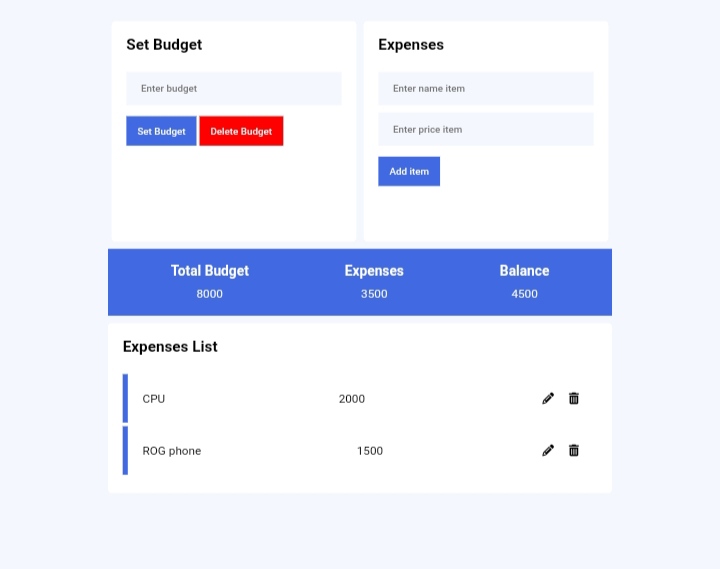 Set Budget
Enter budget
Set Budget Delete Budget
Expenses
Enter name item
Enter price item
Add item
Total Budget Expenses Balance
8000 3500 4500
Expenses List
CPU 2000
ROG phone 1500